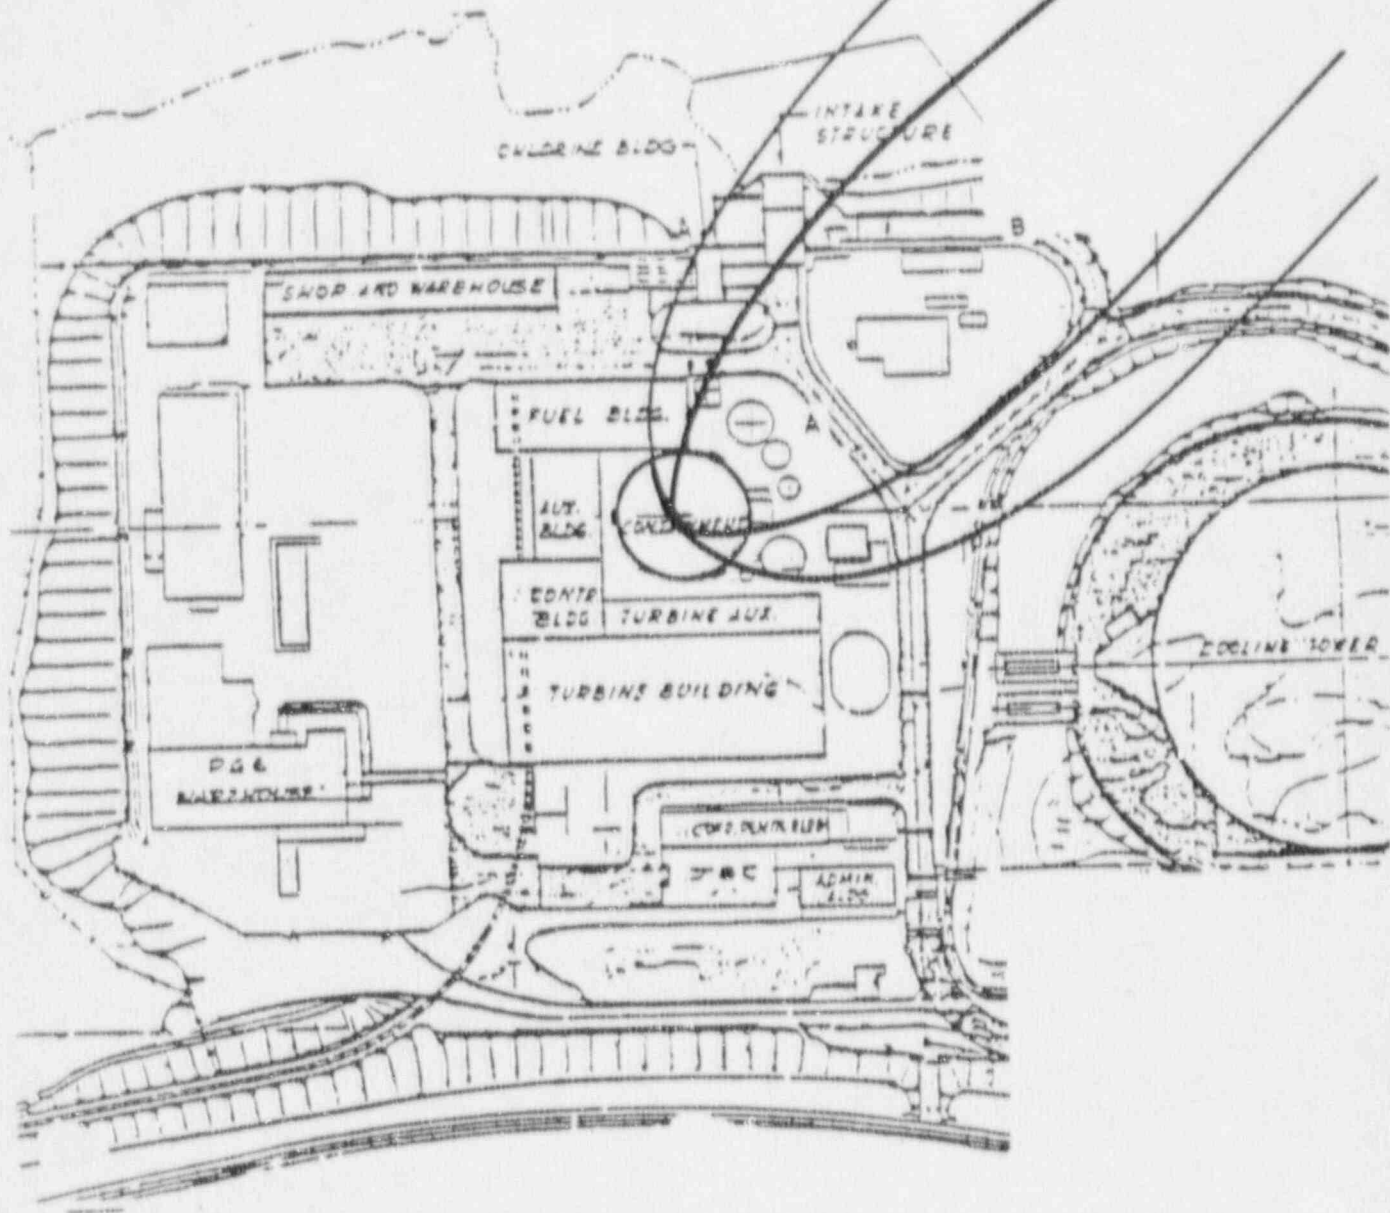 INTAKE
STRUCTURE
CHLORINE BLDG
B
SHOP AND WAREHOUSE
FUEL BLDG.
A
AUX.
BLDG.
CONTAINMENT
CONTR
BLDG
TURBINE AUX.
COOLING TOWER
TURBINE BUILDING
P.G.E
WAREHOUSE
ADMIN.
BLDG